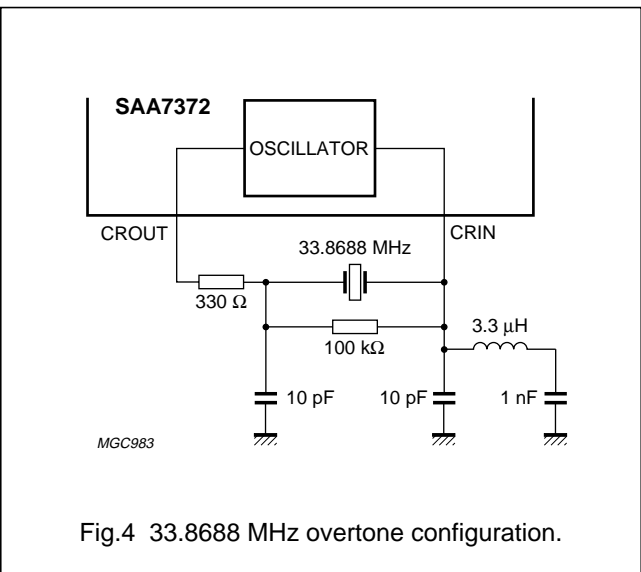 SAA7372
OSCILLATOR
CROUT
CRIN
33.8688 MHz
330 Ω
3.3 µH
100 kΩ
10 pF
10 pF
1 nF
MGC983
Fig.4 33.8688 MHz overtone configuration.